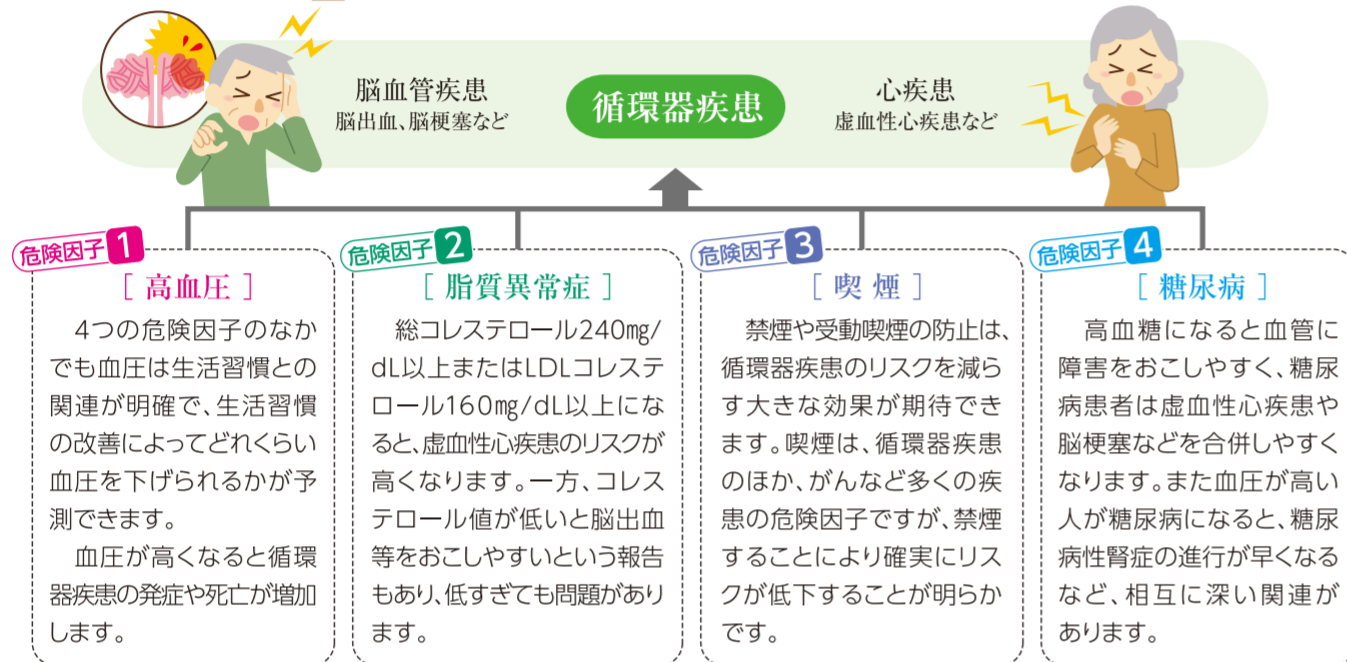 脳血管疾患
脳出血、脳梗塞など
循環器疾患
心疾患
虚血性心疾患など
危険因子 1
[ 高血圧 ]
4つの危険因子のなか
でも血圧は生活習慣との
関連が明確で、生活習慣
の改善によってどれくらい
血圧を下げられるかが予
測できます。
血圧が高くなると循環
器疾患の発症や死亡が増加
します。
危険因子 2
[ 脂質異常症 ]
総コレステロール240㎎/
dL以上またはLDLコレステ
ロール160㎎/dL以上にな
ると、虚血性心疾患のリスクが
高くなります。一方、コレス
テロール値が低いと脳出血
等をおこしやすいという報告
もあり、低すぎても問題があり
ます。
危険因子 3
[ 喫 煙 ]
禁煙や受動喫煙の防止は、
循環器疾患のリスクを減ら
す大きな効果が期待でき
ます。喫煙は、循環器疾患
のほか、がんなど多くの疾
患の危険因子ですが、禁煙
することにより確実にリス
クが低下することが明らか
です。
危険因子 4
[ 糖尿病 ]
高血糖になると血管に
障害をおこしやすく、糖尿
病患者は虚血性心疾患や
脳梗塞などを合併しやすく
なります。また血圧が高い
人が糖尿病になると、糖尿
病性腎症の進行が早くなる
など、相互に深い関連が
あります。